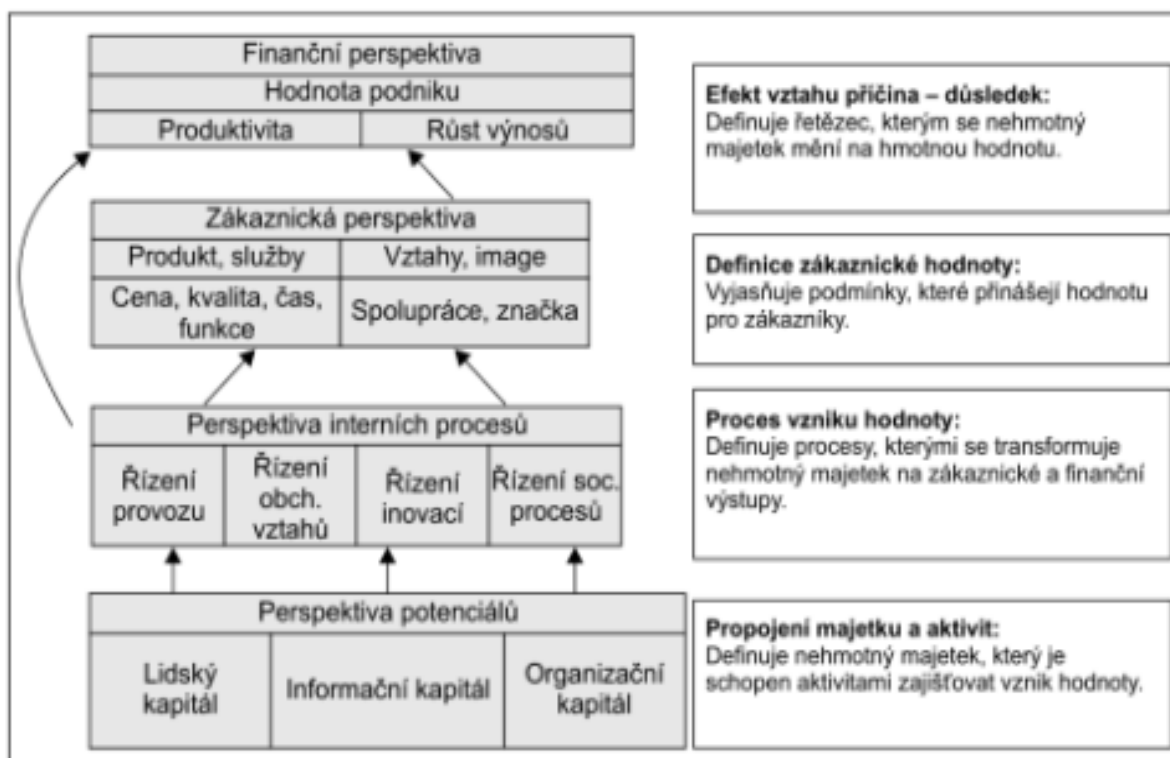 Finanční perspektiva
Hodnota podniku
Produktivita
Růst výnosů
Efekt vztahu příčina – důsledek:
Definuje řetězec, kterým se nehmotný
majetek mění na hmotnou hodnotu.
Zákaznická perspektiva
Produkt, služby
Vztahy, image
Cena, kvalita, čas,
funkce
Spolupráce, značka
Definice zákaznické hodnoty:
Vyjasňuje podmínky, které přinášejí hodnotu
pro zákazníky.
Perspektiva interních procesů
Řízení
provozu
Řízení
obch.
vztahů
Řízení
inovací
Řízení soc.
procesů
Proces vzniku hodnoty:
Definuje procesy, kterými se transformuje
nehmotný majetek na zákaznické a finanční
výstupy.
Perspektiva potenciálů
Lidský
kapitál
Informační kapitál
Organizační
kapitál
Propojení majetku a aktivit:
Definuje nehmotný majetek, který je
schopen aktivitami zajišťovat vznik hodnoty.